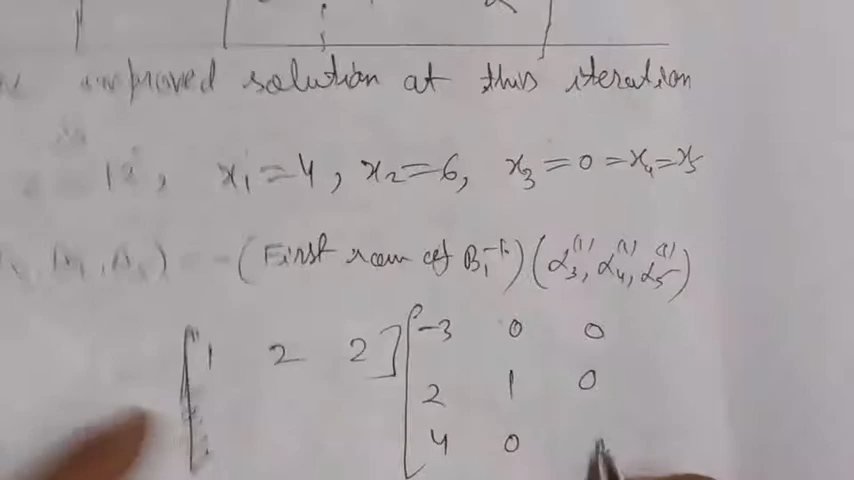 improved solution at this iteration
x₁=4, x₂=6, x₃=0=x₄=x₅
(First row of B₁⁻¹)(α₃⁽¹⁾, α₄⁽¹⁾, α₅⁽¹⁾)
[1 2 2] [-3 0 0
2 1 0
4 0